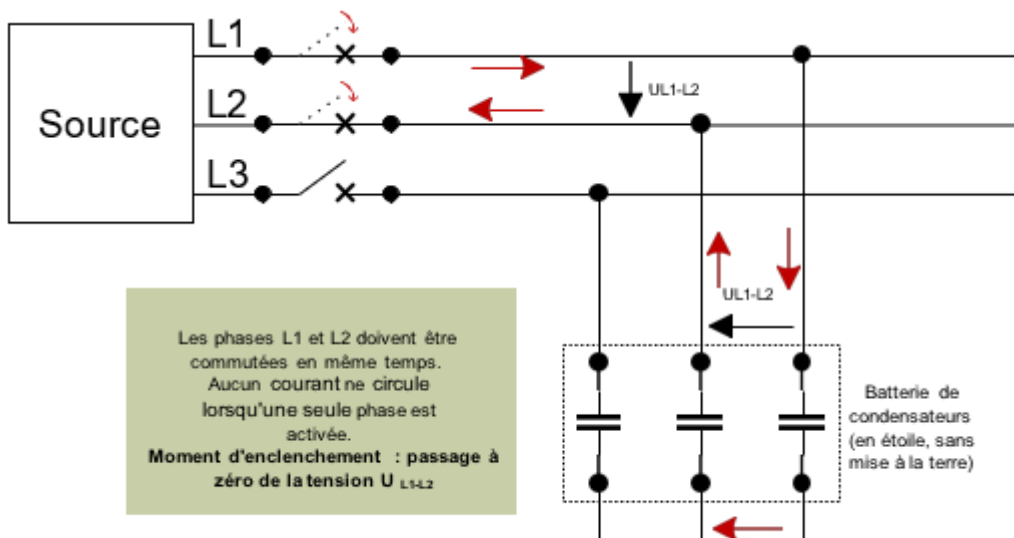 L1
UL1-L2
L2
Source
L3
UL1-L2
Les phases L1 et L2 doivent être
commutées en même temps.
Aucun courant ne circule
lorsqu'une seule phase est
activée.
Moment d'enclenchement : passage à
zéro de la tension U L1-L2
Batterie de
condensateurs
(en étoile, sans
mise à la terre)